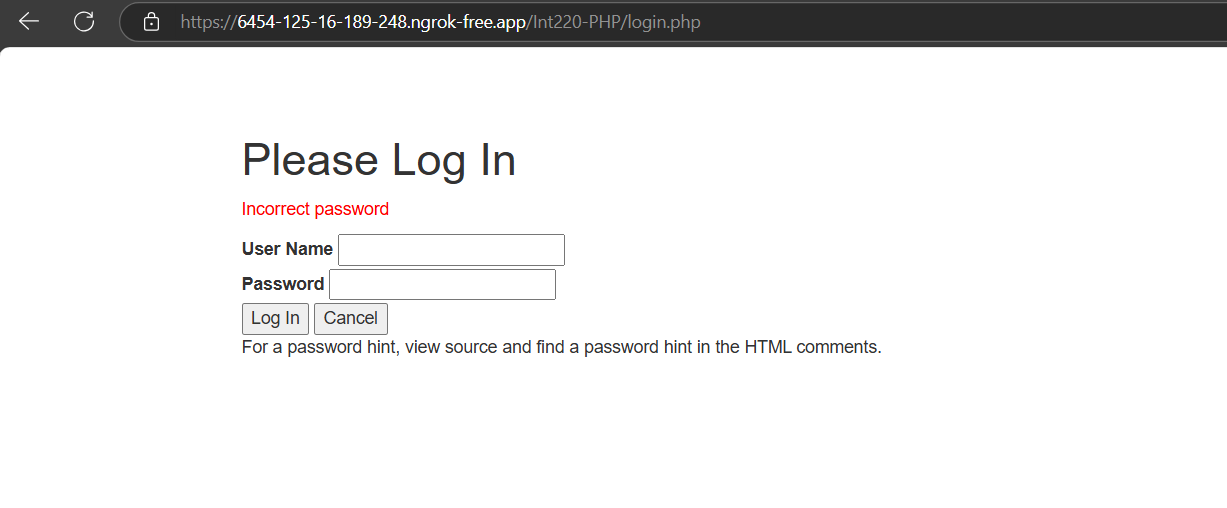 https://6454-125-16-189-248.ngrok-free.app/Int220-PHP/login.php
Please Log In
Incorrect password
User Name
Password
Log In Cancel
For a password hint, view source and find a password hint in the HTML comments.